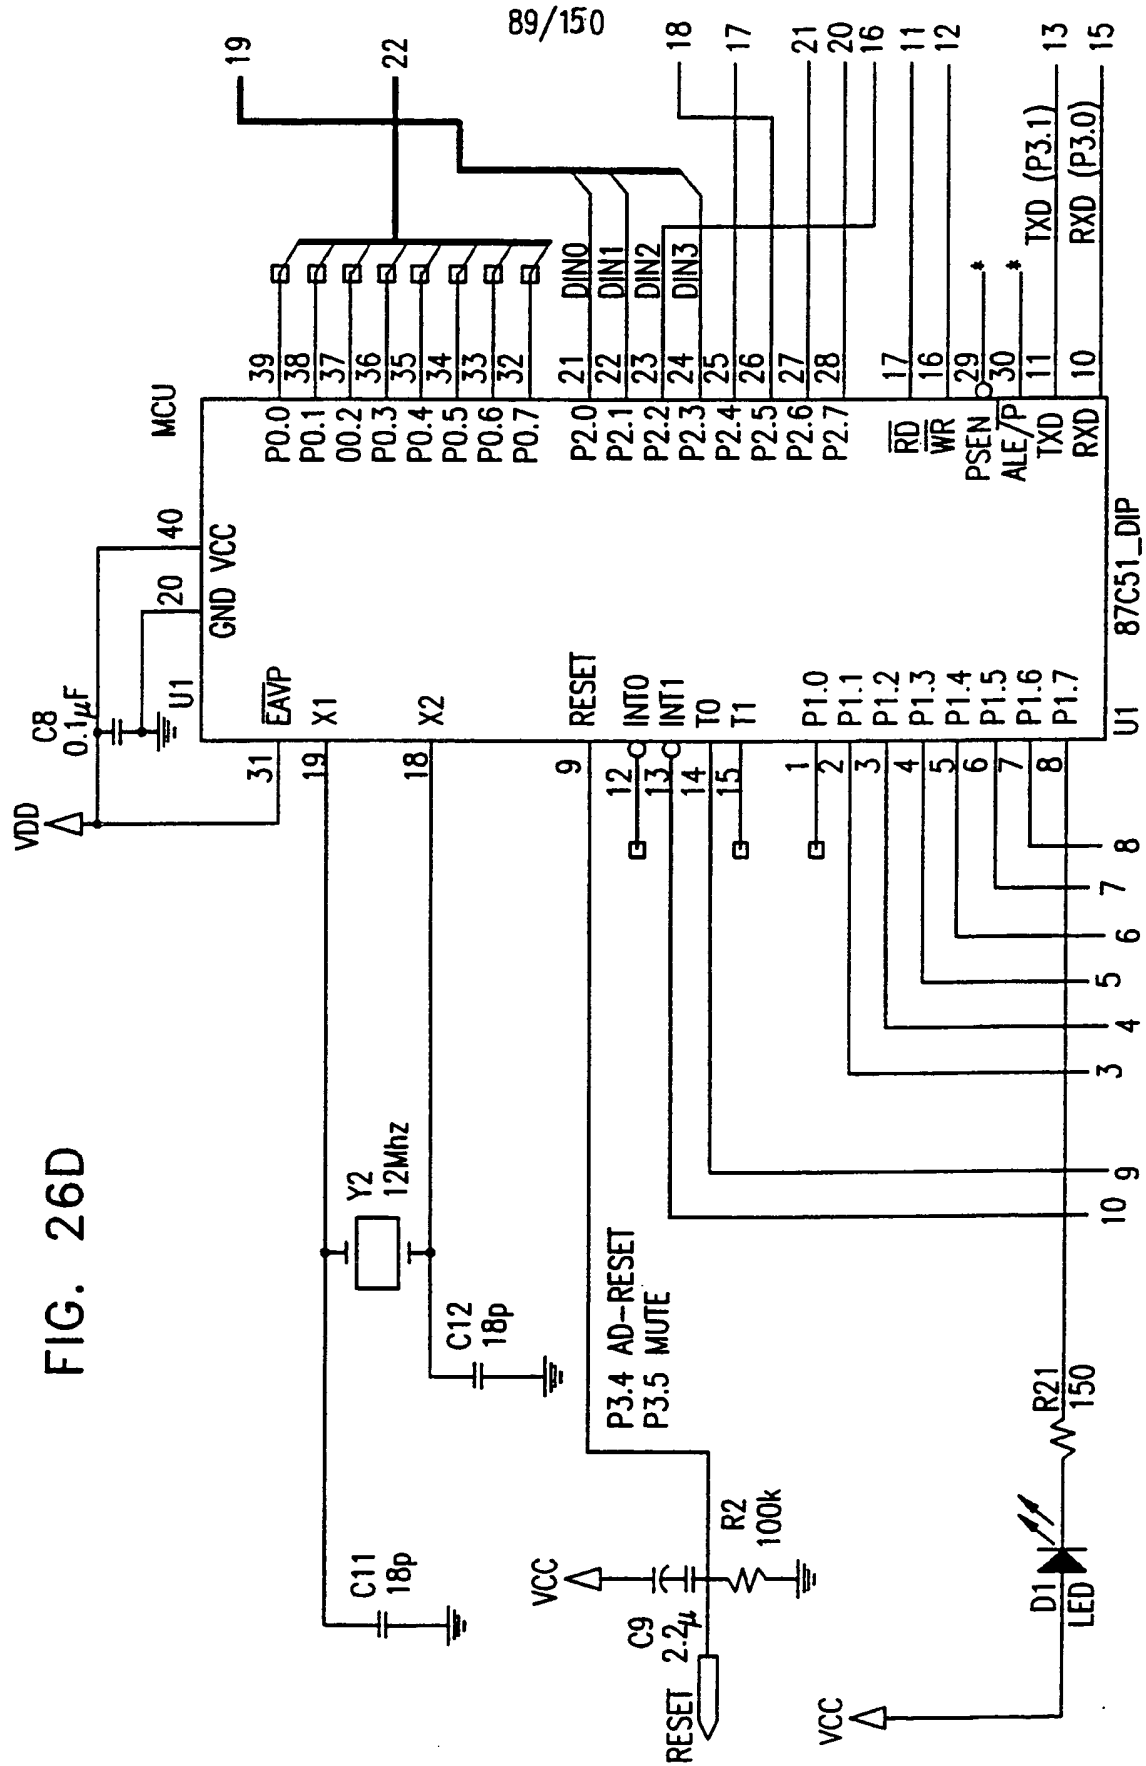 89/150
FIG. 26D
VDD
C8
0.1µF
U1
MCU
40
20
GND VCC
31
EAVP
19
X1
18
X2
9
RESET
12
INT0
13
INT1
14
T0
15
T1
1
P1.0
2
P1.1
3
P1.2
4
P1.3
5
P1.4
6
P1.5
7
P1.6
8
P1.7
U1
87C51_DIP
P0.0
39
P0.1
38
OO.2
37
P0.3
36
P0.4
35
P0.5
34
P0.6
33
P0.7
32
P2.0
21
DIN0
P2.1
22
DIN1
P2.2
23
DIN2
P2.3
24
DIN3
P2.4
25
P2.5
26
P2.6
27
P2.7
28
RD
17
WR
16
PSEN
29
*
ALE/P
30
*
TXD
11
TXD (P3.1)
RXD
10
RXD (P3.0)
19
22
18
17
21
20
16
11
12
13
15
Y2
12Mhz
C11
18p
C12
18p
P3.4 AD-RESET
P3.5 MUTE
VCC
C9
2.2µ
R2
100k
RESET
VCC
D1
LED
R21
150
10
9
3
4
5
6
7
8